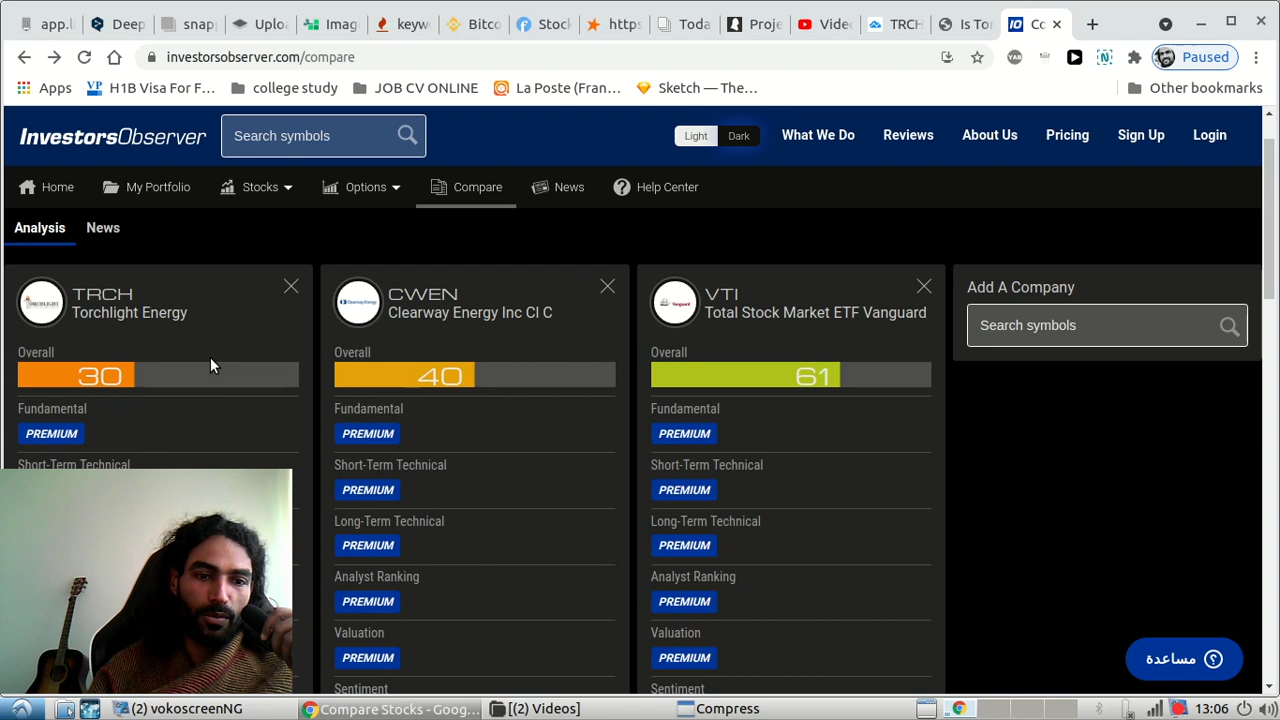 app.l
Deep
snap
Uploa
Imag
keyw
Bitco
Stock
https
Toda
Proje
Vide
TRCH
Is To
Co
investorsobserver.com/compare
Paused
Apps
H1B Visa For F...
college study
JOB CV ONLINE
La Poste (Fran...
Sketch — The...
Other bookmarks
InvestorsObserver
Search symbols
Light
Dark
What We Do
Reviews
About Us
Pricing
Sign Up
Login
Home
My Portfolio
Stocks
Options
Compare
News
Help Center
Analysis
News
TRCH
Torchlight Energy
Overall
30
Fundamental
PREMIUM
Short-Term Technical
CWEN
Clearway Energy Inc Cl C
Overall
40
Fundamental
PREMIUM
Short-Term Technical
PREMIUM
Long-Term Technical
PREMIUM
Analyst Ranking
PREMIUM
Valuation
PREMIUM
Sentiment
VTI
Total Stock Market ETF Vanguard
Overall
61
Fundamental
PREMIUM
Short-Term Technical
PREMIUM
Long-Term Technical
PREMIUM
Analyst Ranking
PREMIUM
Valuation
PREMIUM
Sentiment
Add A Company
Search symbols
مساعدة
(2) vokoscreenNG
Compare Stocks - Goog...
[(2) Videos]
Compress
13:06